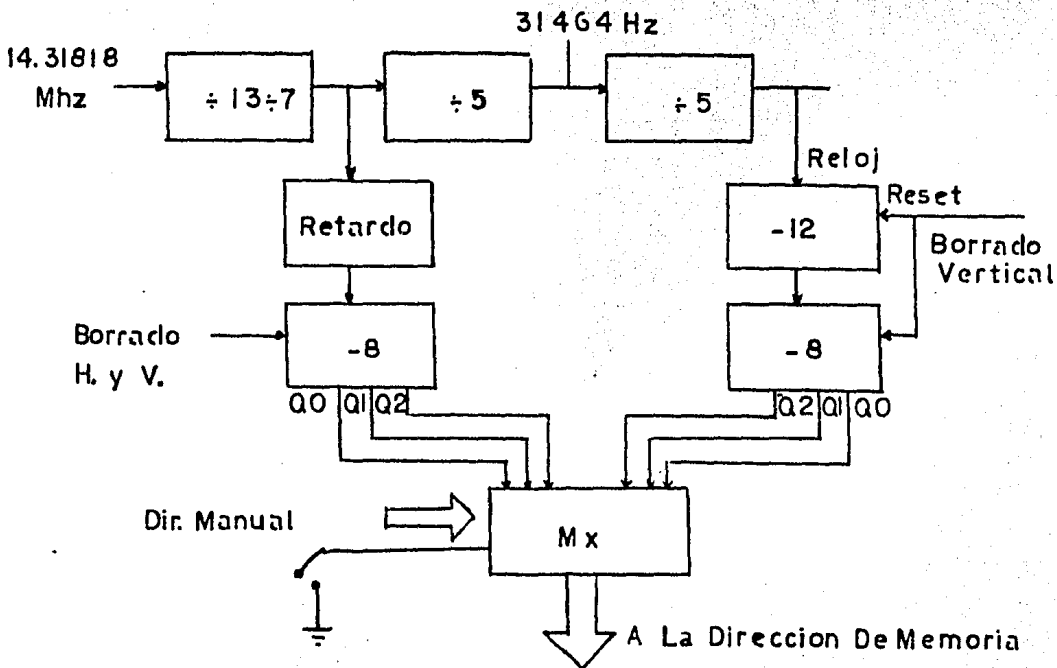 31464 Hz
14.31818
Mhz
÷13÷7
÷5
÷5
Reloj
Retardo
Reset
-12
Borrado
Vertical
Borrado
H. y V.
-8
-8
Q0 Q1 Q2
Q2 Q1 Q0
Dir. Manual
Mx
A La Direccion De Memoria